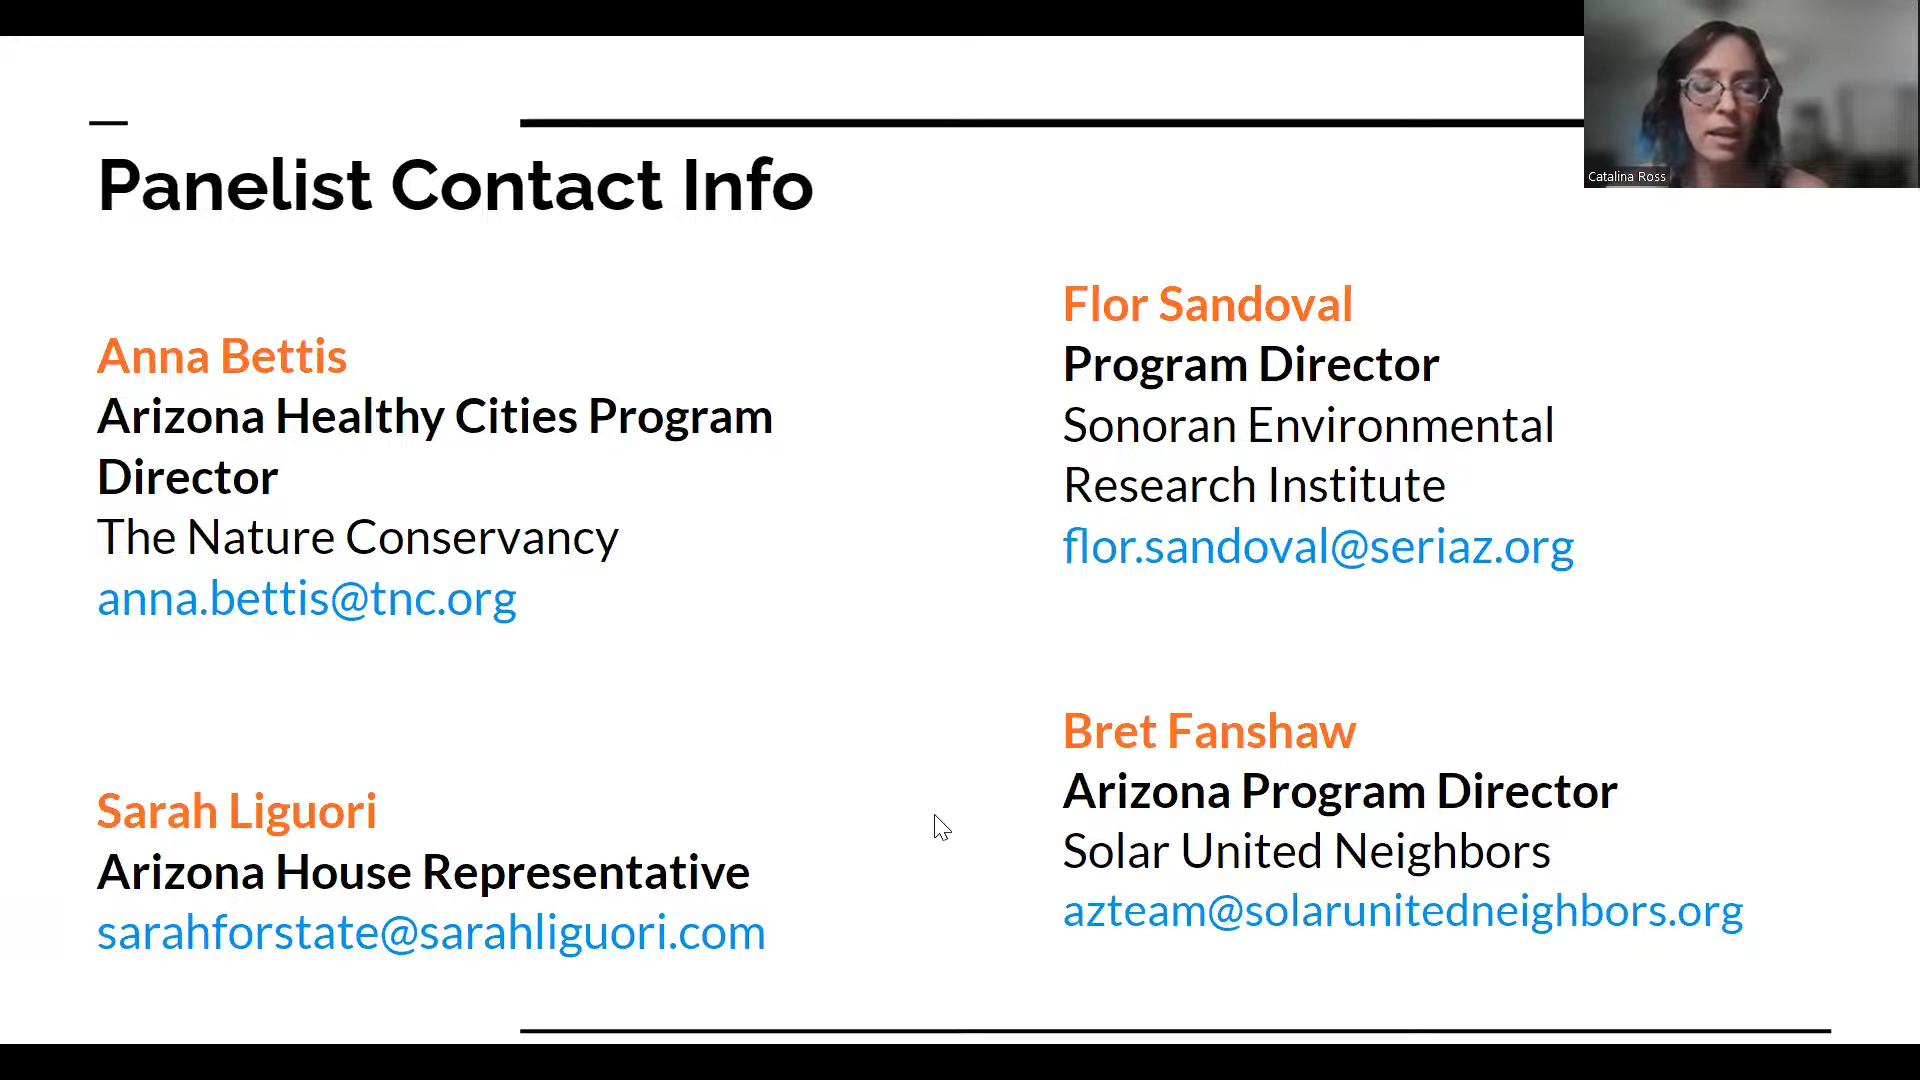 Panelist Contact Info
Anna Bettis
Arizona Healthy Cities Program
Director
The Nature Conservancy
anna.bettis@tnc.org
Sarah Liguori
Arizona House Representative
sarahforstate@sarahliguori.com
Flor Sandoval
Program Director
Sonoran Environmental
Research Institute
flor.sandoval@seriaz.org
Bret Fanshaw
Arizona Program Director
Solar United Neighbors
azteam@solarunitedneighbors.org
Catalina Ross